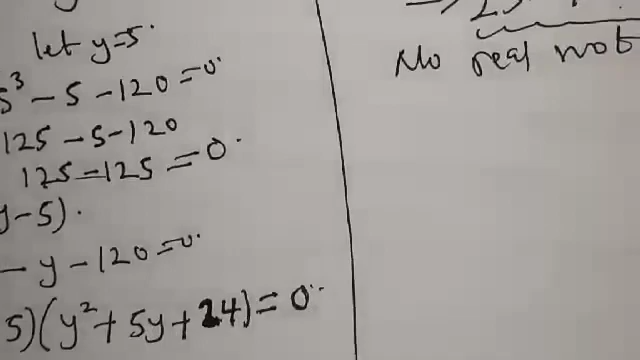 let y=5.
5³ - 5 - 120 = 0.
125 - 5 - 120
125 - 125 = 0.
y - 5).
- y - 120 = 0.
5)(y² + 5y + 24) = 0.
No real